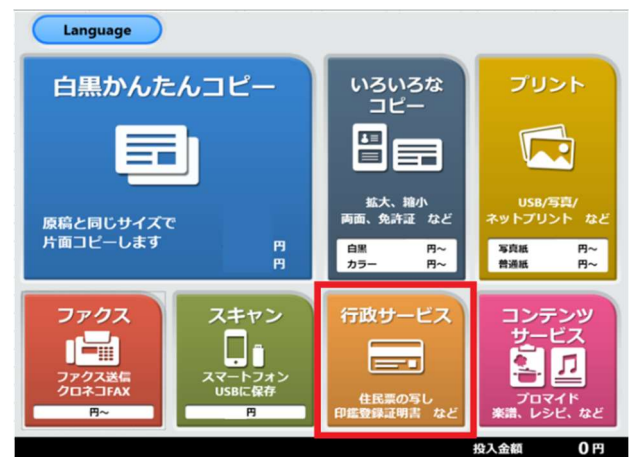 Language
白黒かんたんコピー
原稿と同じサイズで
片面コピーします
円
円
いろいろな
コピー
拡大、縮小
両面、免許証 など
白黒 円～
カラー 円～
プリント
USB/写真/
ネットプリント など
写真紙 円～
普通紙 円～
ファクス
ファクス送信
クロネコFAX
円～
スキャン
スマートフォン
USBに保存
円
行政サービス
住民票の写し
印鑑登録証明書 など
コンテンツ
サービス
ブロマイド
楽譜、レシピ、など
投入金額 0円